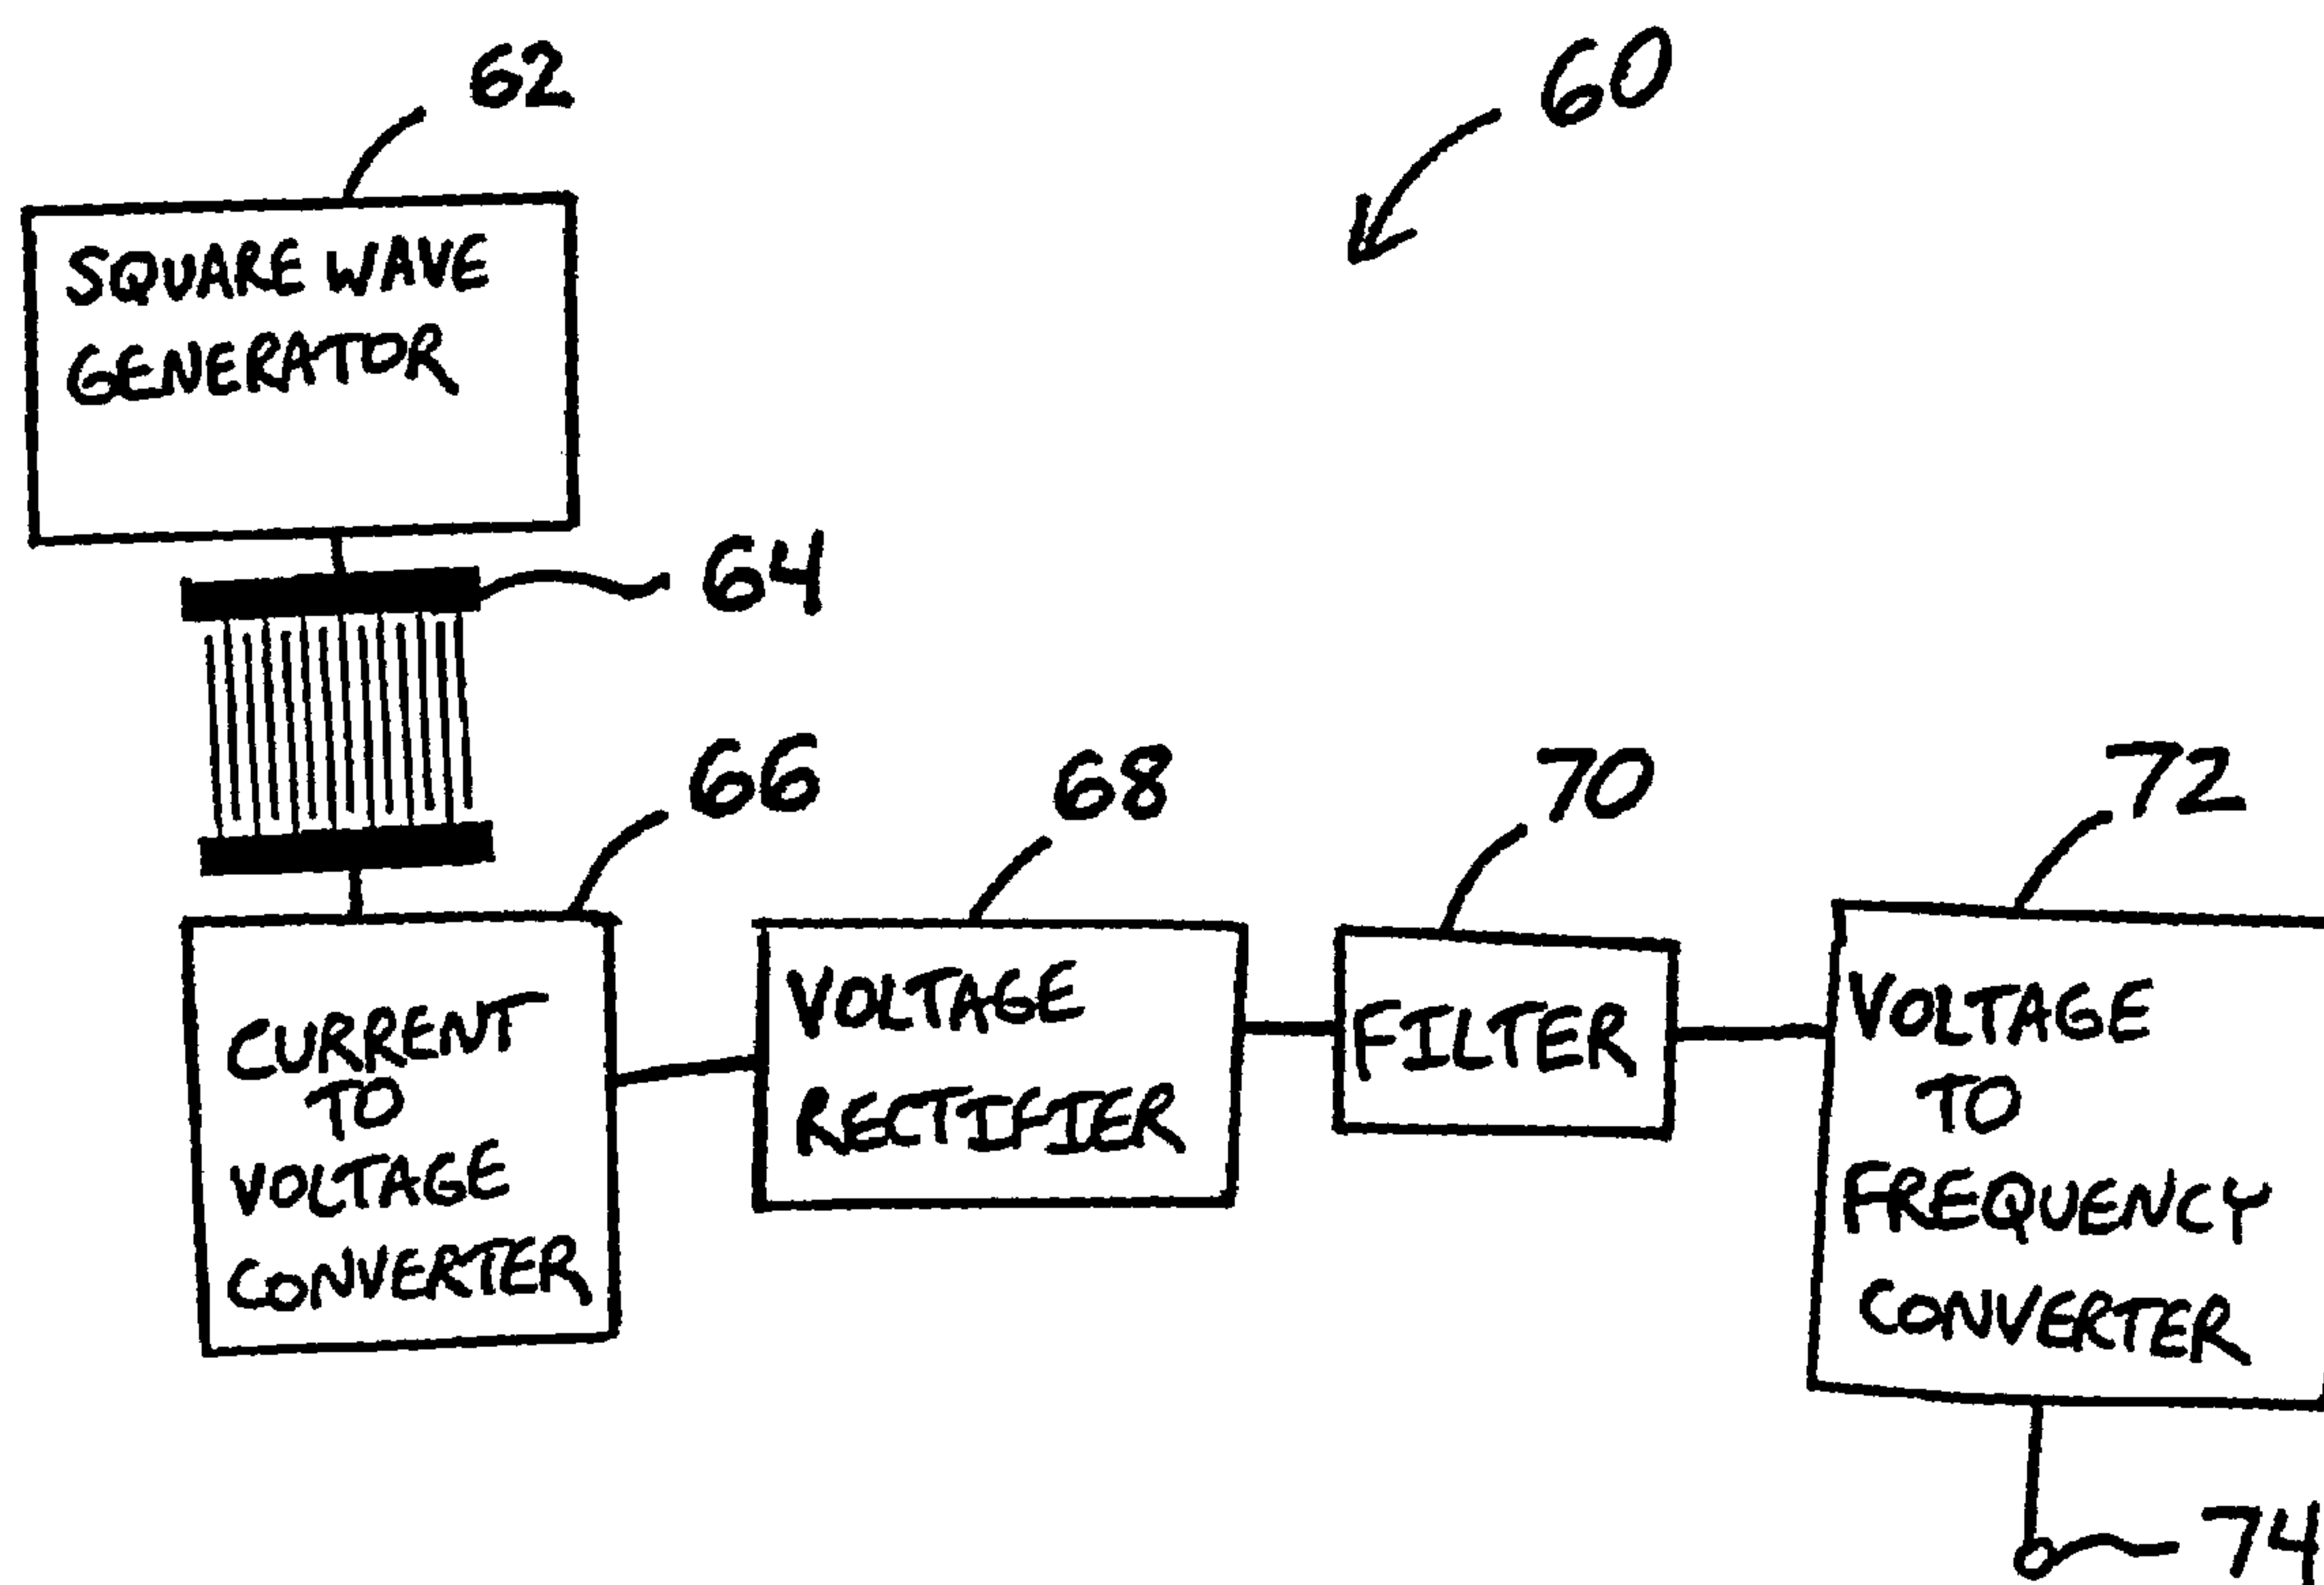 62
60
SQUARE WAVE
GENERATOR
64
66
68
70
72
CURRENT
TO
VOLTAGE
CONVERTER
VOLTAGE
RECTIFIER
FILTER
VOLTAGE
TO
FREQUENCY
CONVERTER
74